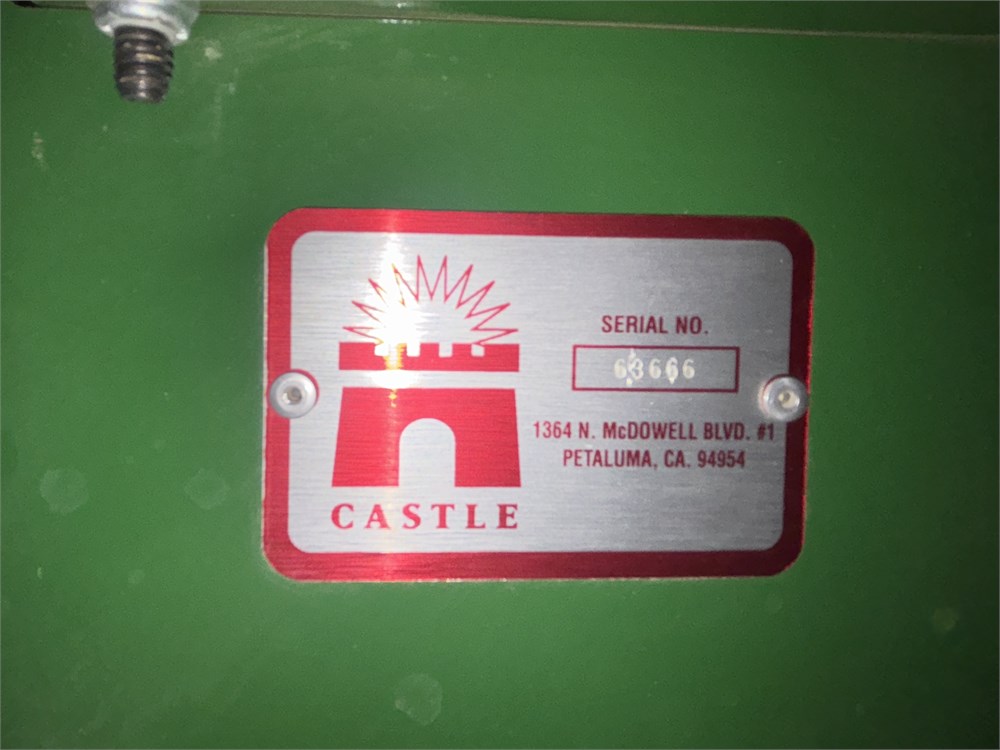 SERIAL NO.
63666
1364 N. McDOWELL BLVD. #1
PETALUMA, CA. 94954
CASTLE